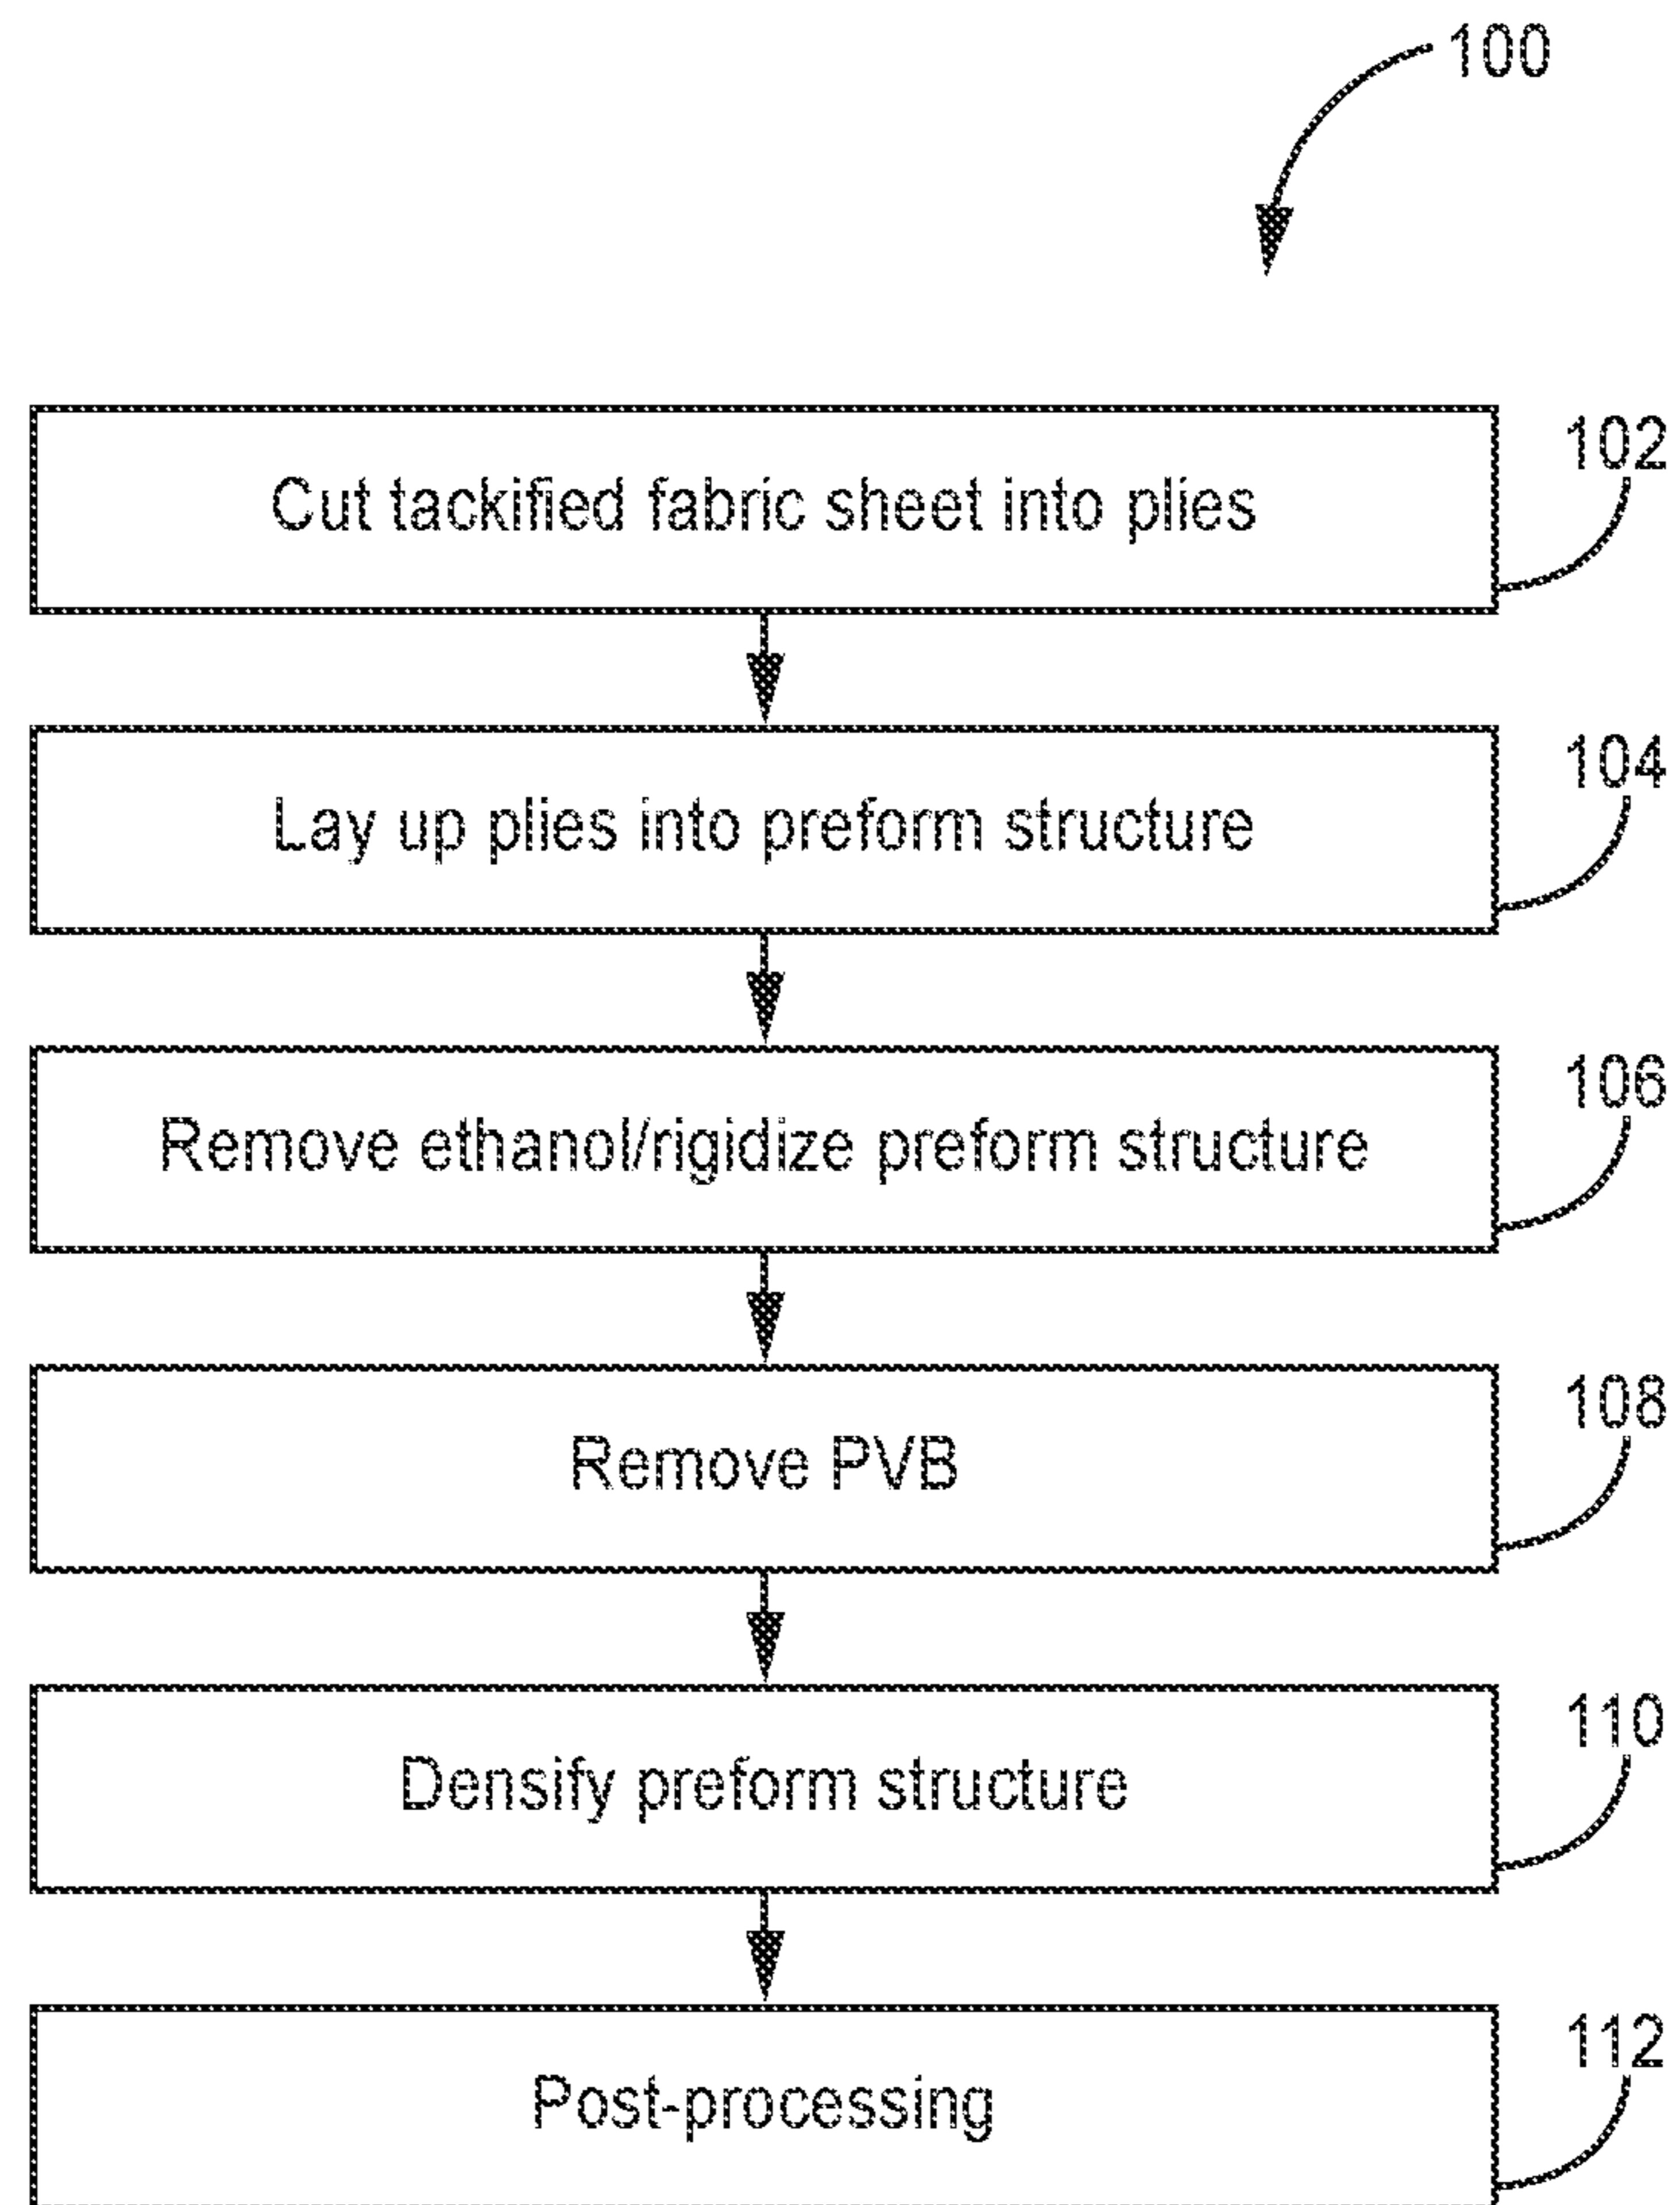 100
Cut tackified fabric sheet into plies
102
Lay up plies into preform structure
104
Remove ethanol/rigidize preform structure
106
Remove PVB
108
Densify preform structure
110
Post-processing
112